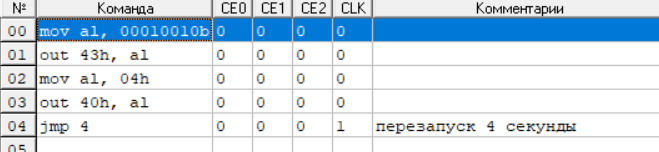 № Команда CE0 CE1 CE2 CLK Комментарии
00 mov al, 00010010b 0 0 0 0
01 out 43h, al 0 0 0 0
02 mov al, 04h 0 0 0 0
03 out 40h, al 0 0 0 0
04 jmp 4 0 0 0 1 перезапуск 4 секунды
05